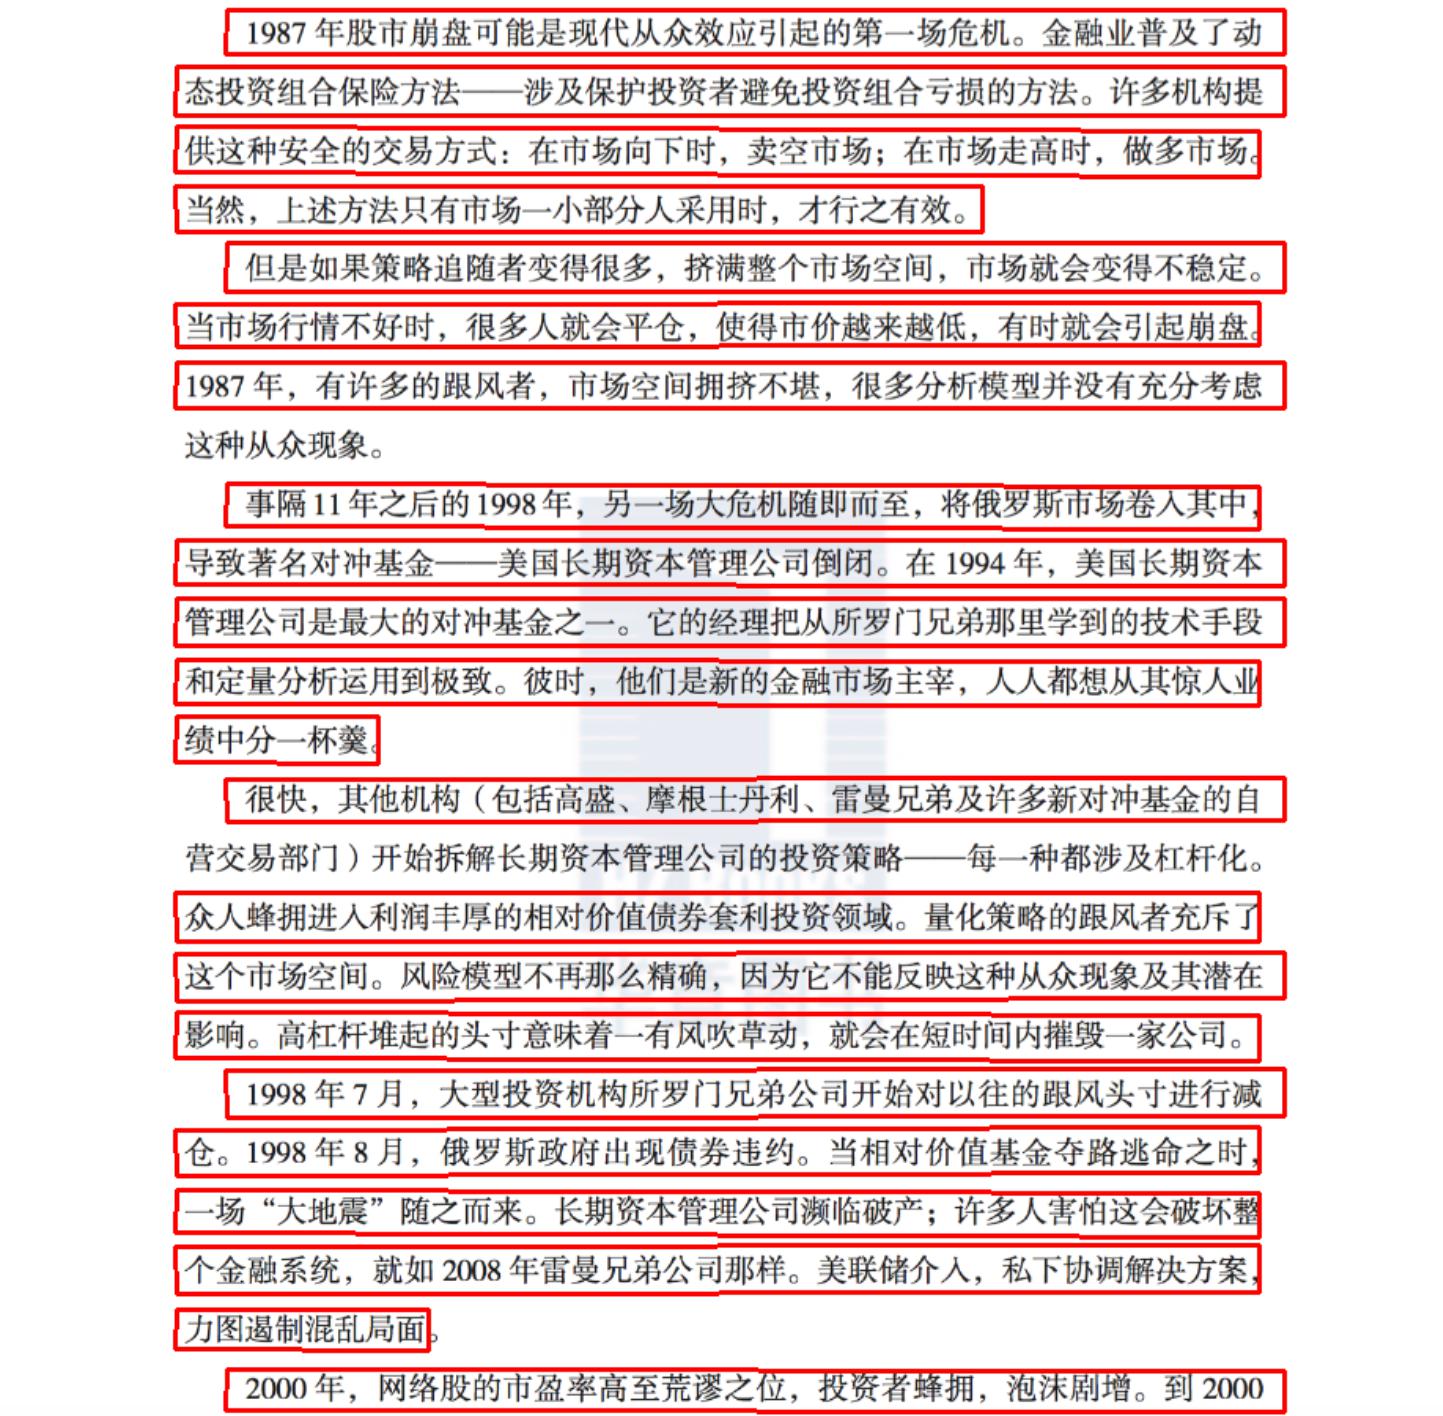 1987 年股市崩盘可能是现代从众效应引起的第一场危机。金融业普及了动
态投资组合保险方法——涉及保护投资者避免投资组合亏损的方法。许多机构提
供这种安全的交易方式：在市场向下时，卖空市场；在市场走高时，做多市场。
当然，上述方法只有市场一小部分人采用时，才行之有效。
但是如果策略追随者变得很多，挤满整个市场空间，市场就会变得不稳定。
当市场行情不好时，很多人就会平仓，使得市价越来越低，有时就会引起崩盘。
1987 年，有许多的跟风者，市场空间拥挤不堪，很多分析模型并没有充分考虑
这种从众现象。
事隔 11 年之后的 1998 年，另一场大危机随即而至，将俄罗斯市场卷入其中，
导致著名对冲基金——美国长期资本管理公司倒闭。在 1994 年，美国长期资本
管理公司是最大的对冲基金之一。它的经理把从所罗门兄弟那里学到的技术手段
和定量分析运用到极致。彼时，他们是新的金融市场主宰，人人都想从其惊人业
绩中分一杯羹。
很快，其他机构（包括高盛、摩根士丹利、雷曼兄弟及许多新对冲基金的自
营交易部门）开始拆解长期资本管理公司的投资策略——每一种都涉及杠杆化。
众人蜂拥进入利润丰厚的相对价值债券套利投资领域。量化策略的跟风者充斥了
这个市场空间。风险模型不再那么精确，因为它不能反映这种从众现象及其潜在
影响。高杠杆堆起的头寸意味着一有风吹草动，就会在短时间内摧毁一家公司。
1998 年 7 月，大型投资机构所罗门兄弟公司开始对以往的跟风头寸进行减
仓。1998 年 8 月，俄罗斯政府出现债券违约。当相对价值基金夺路逃命之时，
一场“大地震”随之而来。长期资本管理公司濒临破产；许多人害怕这会破坏整
个金融系统，就如 2008 年雷曼兄弟公司那样。美联储介入，私下协调解决方案，
力图遏制混乱局面。
2000 年，网络股的市盈率高至荒谬之位，投资者蜂拥，泡沫剧增。到 2000